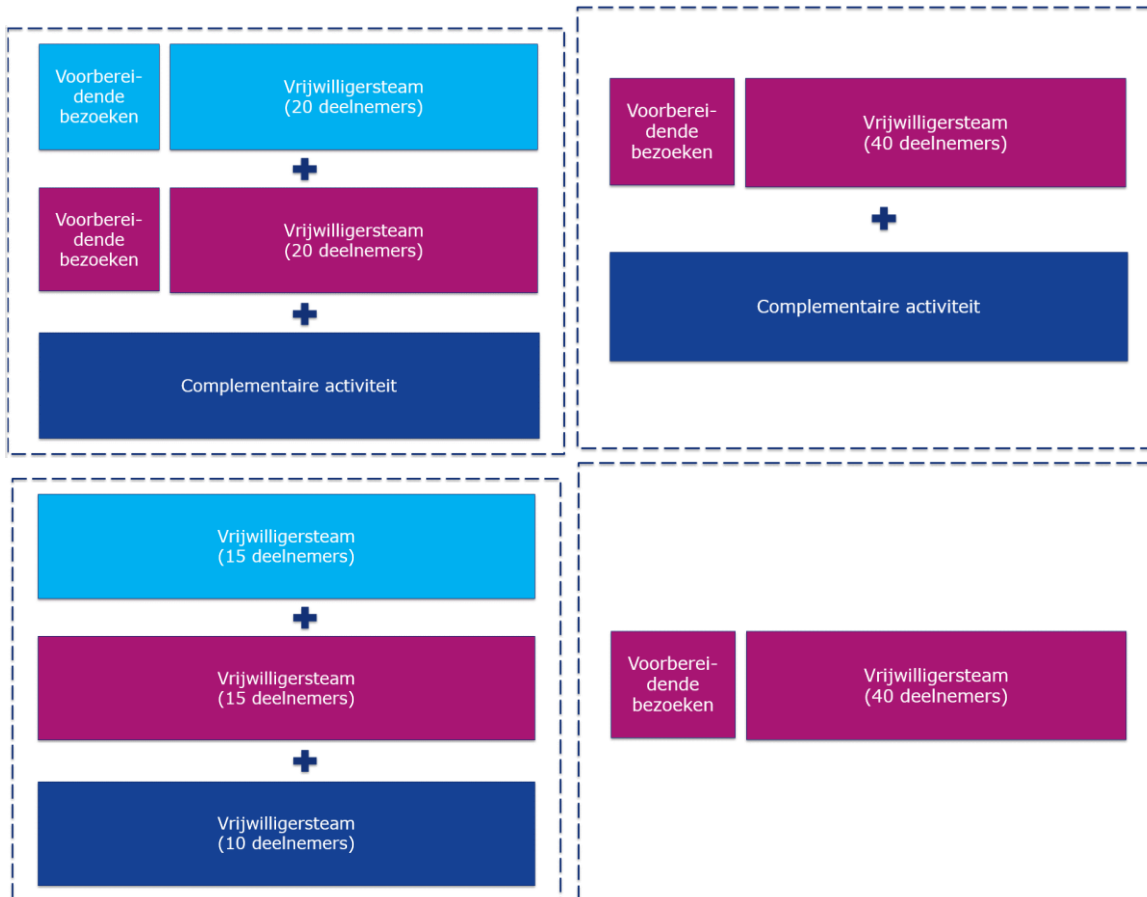 Voorberei-
dende
bezoeken
Vrijwilligersteam
(20 deelnemers)
Voorberei-
dende
bezoeken
Vrijwilligersteam
(20 deelnemers)
Complementaire activiteit
Voorberei-
dende
bezoeken
Vrijwilligersteam
(40 deelnemers)
Complementaire activiteit
Vrijwilligersteam
(15 deelnemers)
Vrijwilligersteam
(15 deelnemers)
Vrijwilligersteam
(10 deelnemers)
Voorberei-
dende
bezoeken
Vrijwilligersteam
(40 deelnemers)